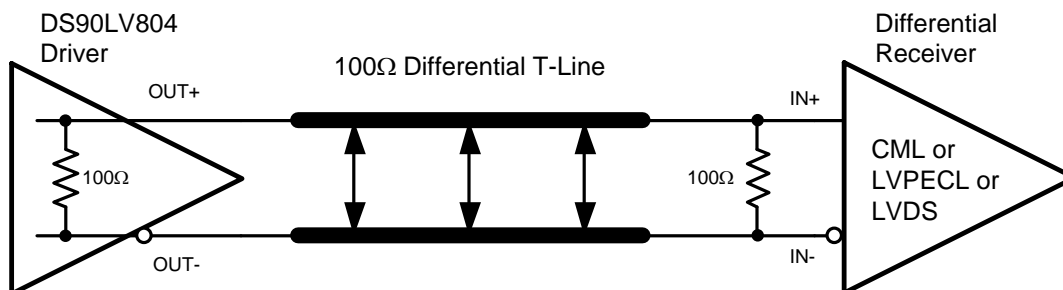 DS90LV804
Driver
100Ω Differential T-Line
Differential
Receiver
OUT+
IN+
100Ω
100Ω
CML or
LVPECL or
LVDS
OUT-
IN-